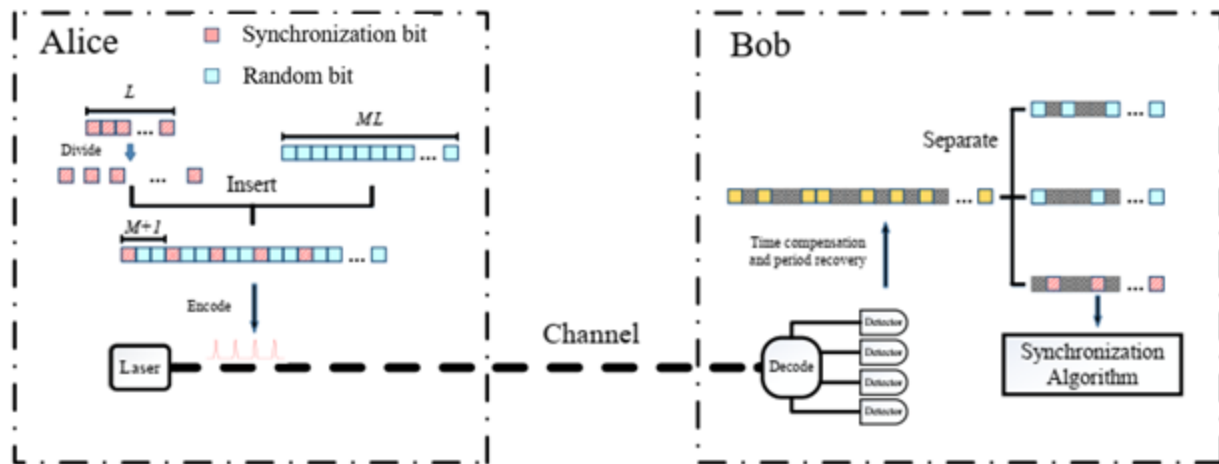 Alice
Synchronization bit
Random bit
L
ML
Divide
...
...
...
Insert
M+1
...
Encode
Laser
Channel
Bob
Separate
...
...
...
...
Time compensation
and period recovery
Decode
Detector
Detector
Detector
Detector
Synchronization
Algorithm